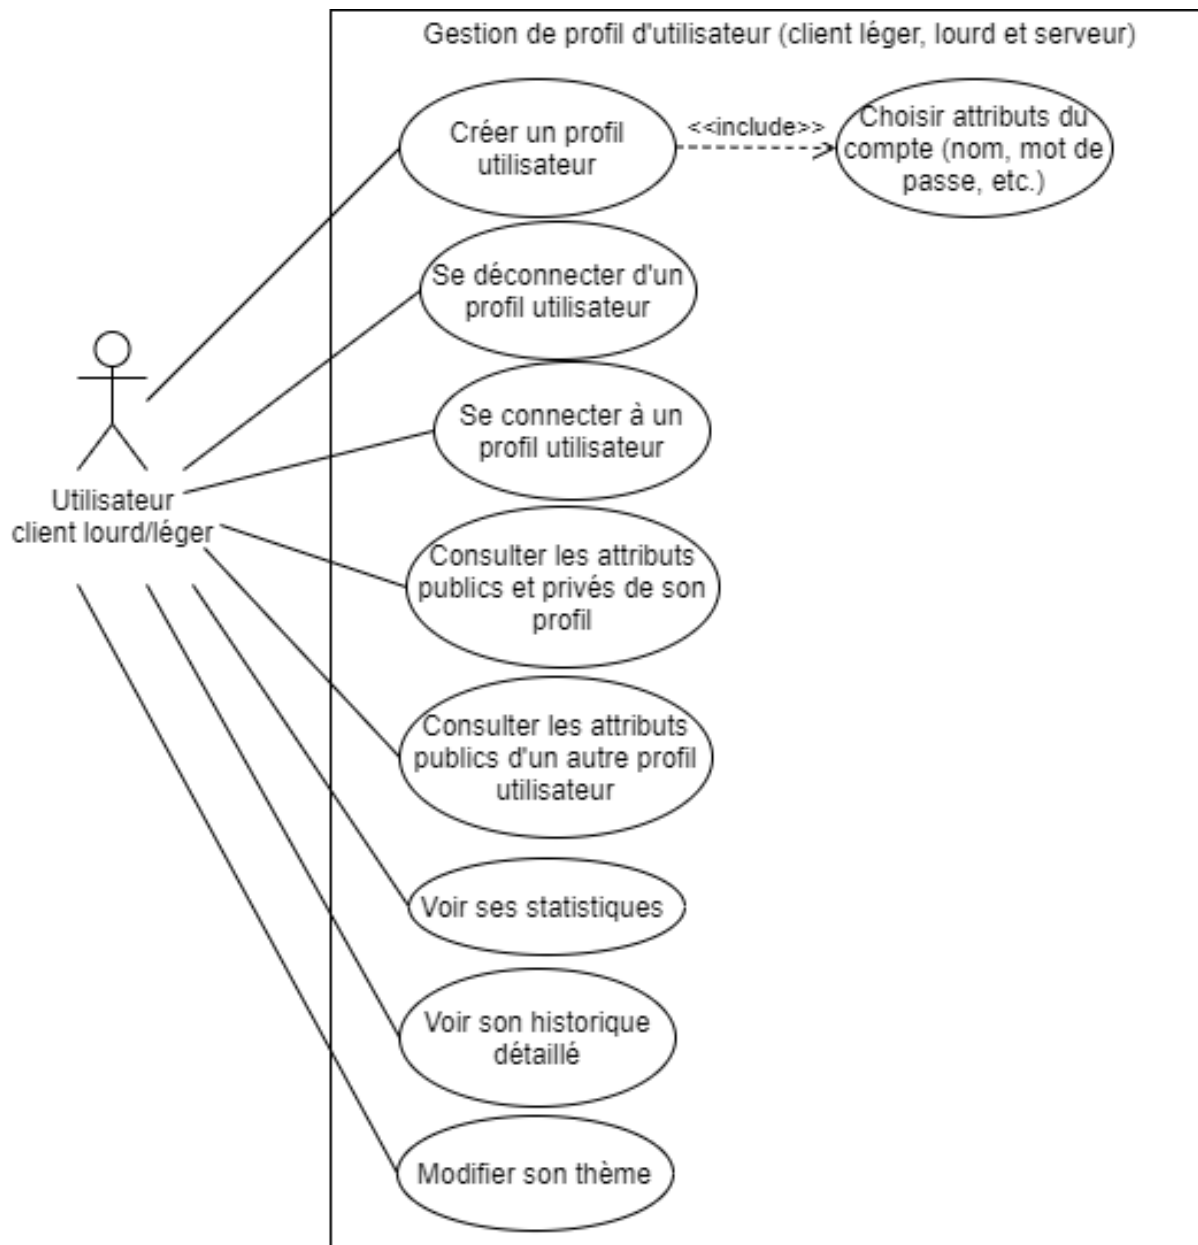 Gestion de profil d'utilisateur (client léger, lourd et serveur)
Créer un profil
utilisateur
<<include>>
Choisir attributs du
compte (nom, mot de
passe, etc.)
Se déconnecter d'un
profil utilisateur
Se connecter à un
profil utilisateur
Utilisateur
client lourd/léger
Consulter les attributs
publics et privés de son
profil
Consulter les attributs
publics d'un autre profil
utilisateur
Voir ses statistiques
Voir son historique
détaillé
Modifier son thème